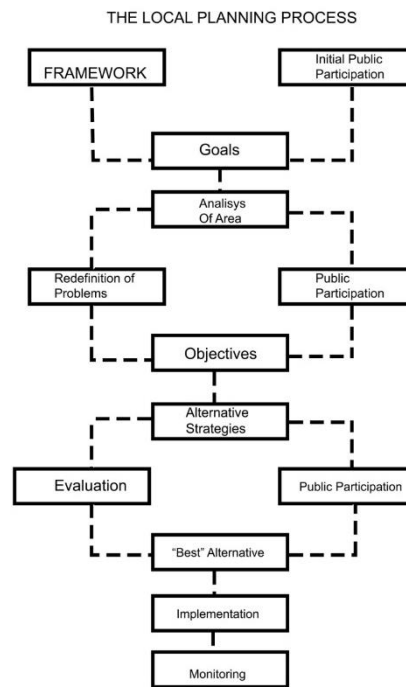 THE LOCAL PLANNING PROCESS
FRAMEWORK
Initial Public
Participation
Goals
Analisys
Of Area
Redefinition of
Problems
Public
Participation
Objectives
Alternative
Strategies
Evaluation
Public Participation
“Best” Alternative
Implementation
Monitoring